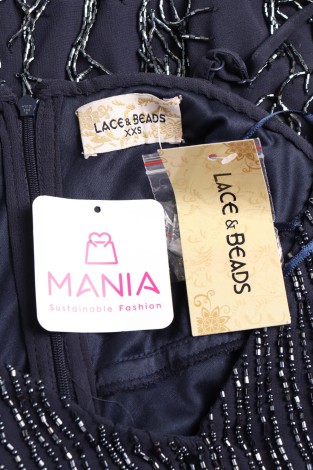 LACE & BEADS
XXS
MANIA
Sustainable Fashion
LACE & BEADS